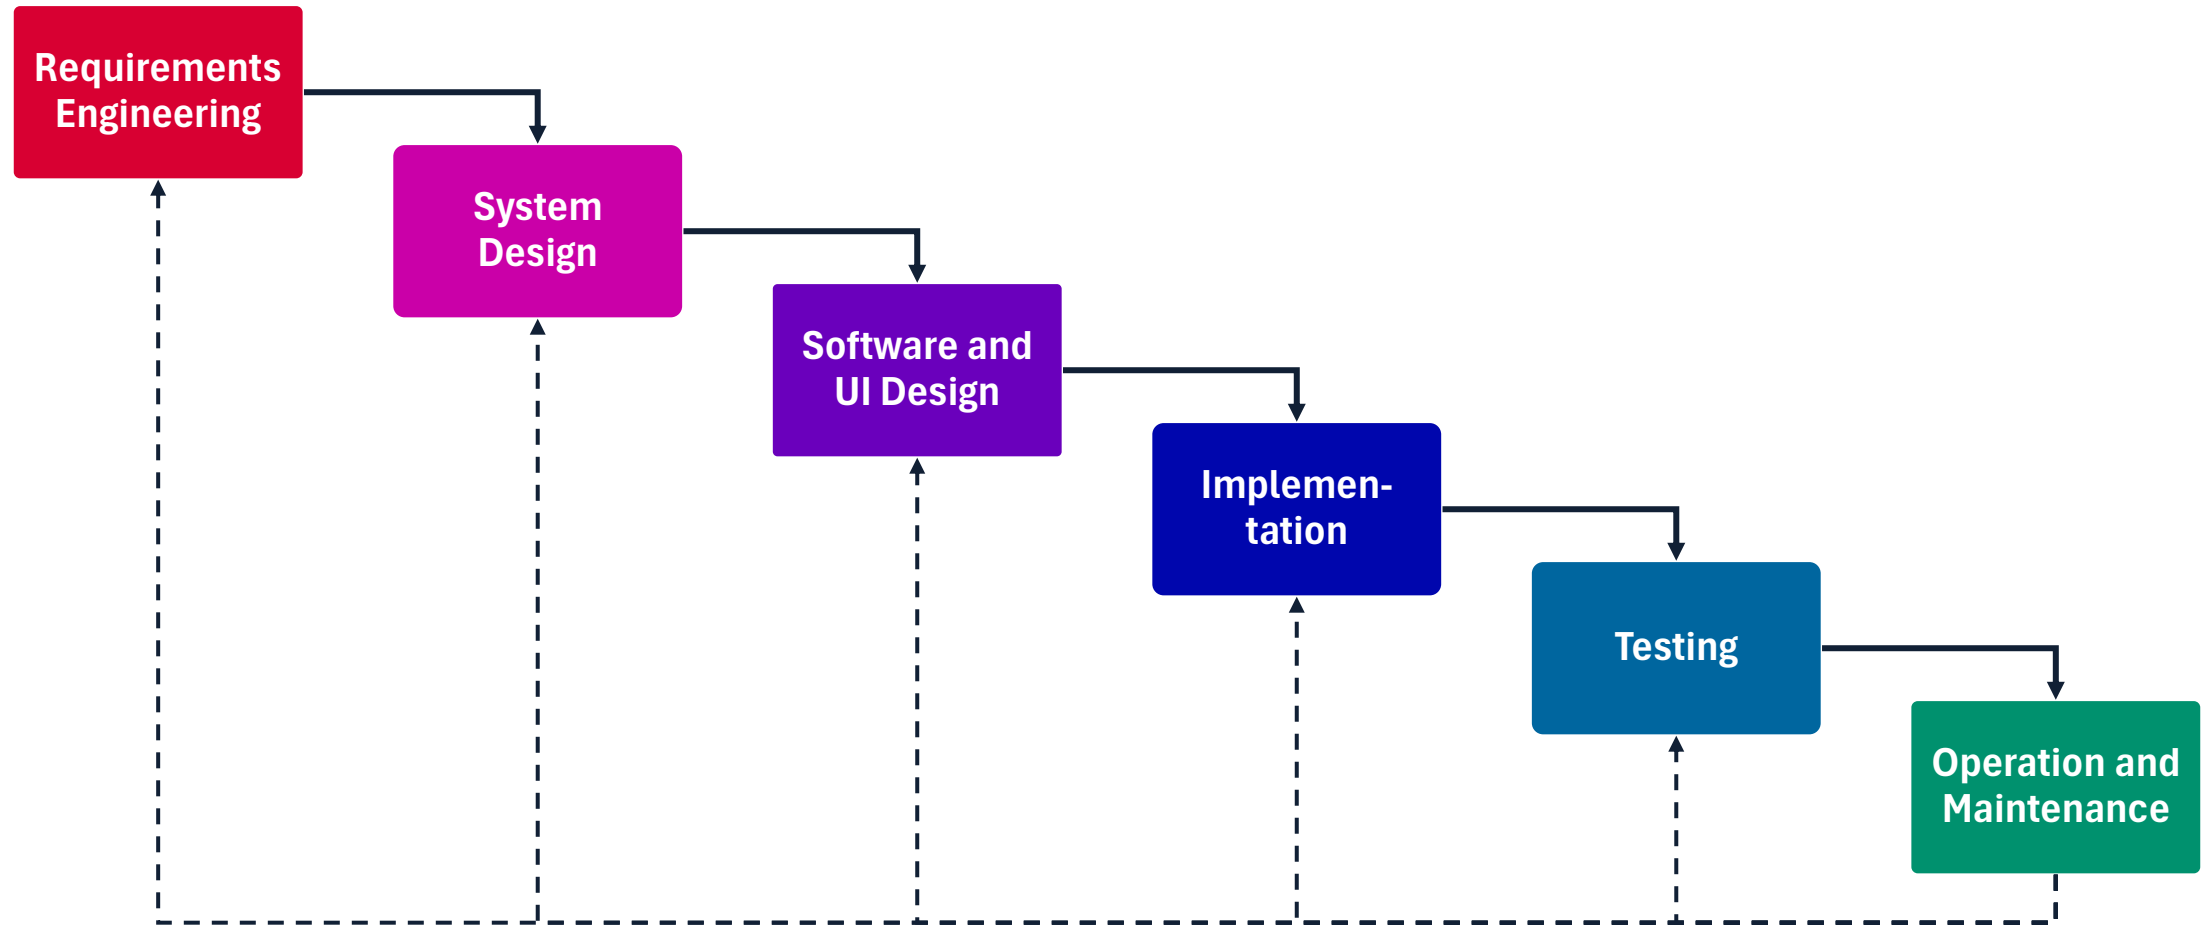 Requirements
Engineering
System
Design
Software and
UI Design
Implemen-
tation
Testing
Operation and
Maintenance